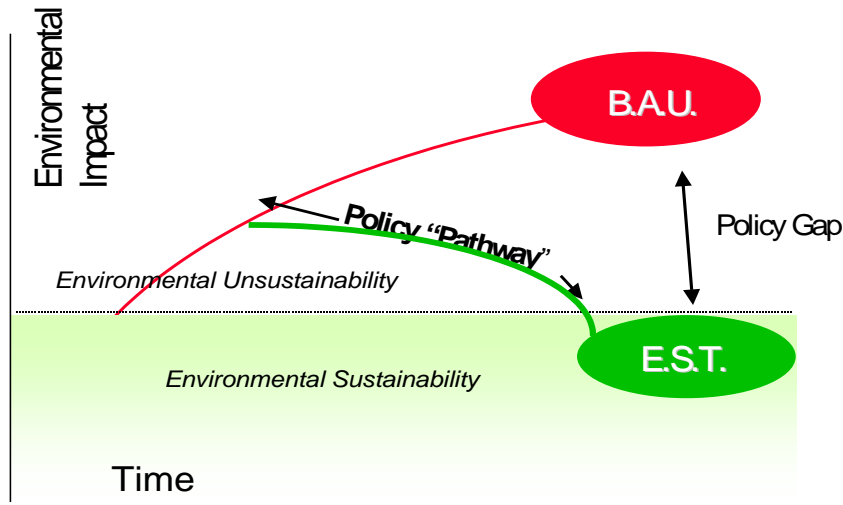 Environmental
Impact
B.A.U.
Policy "Pathway"
Policy Gap
Environmental Unsustainability
E.S.T.
Environmental Sustainability
Time